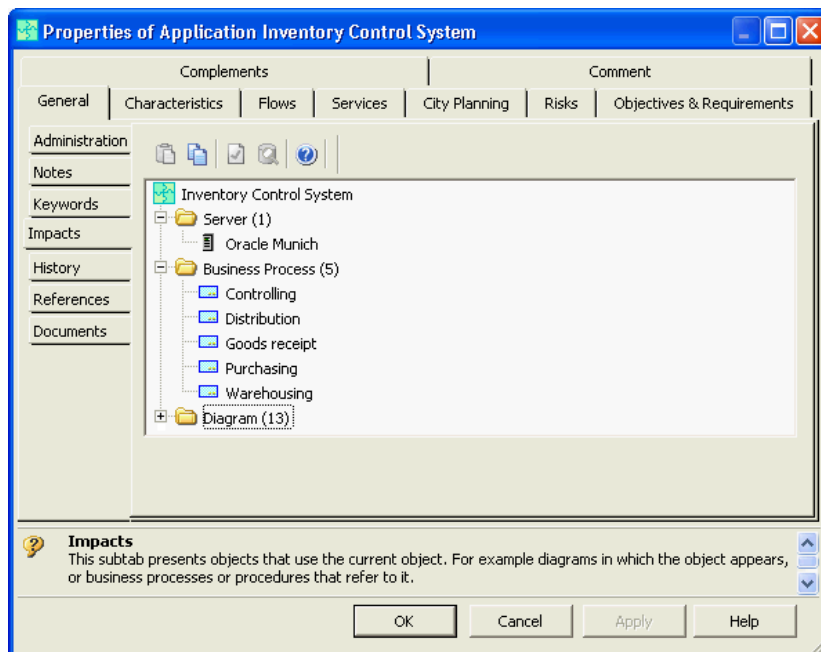 Properties of Application Inventory Control System
Complements Comment
General Characteristics Flows Services City Planning Risks Objectives & Requirements
Administration
Notes
Keywords
Impacts
History
References
Documents
Inventory Control System
Server (1)
Oracle Munich
Business Process (5)
Controlling
Distribution
Goods receipt
Purchasing
Warehousing
Diagram (13)
Impacts
This subtab presents objects that use the current object. For example diagrams in which the object appears,
or business processes or procedures that refer to it.
OK Cancel Apply Help